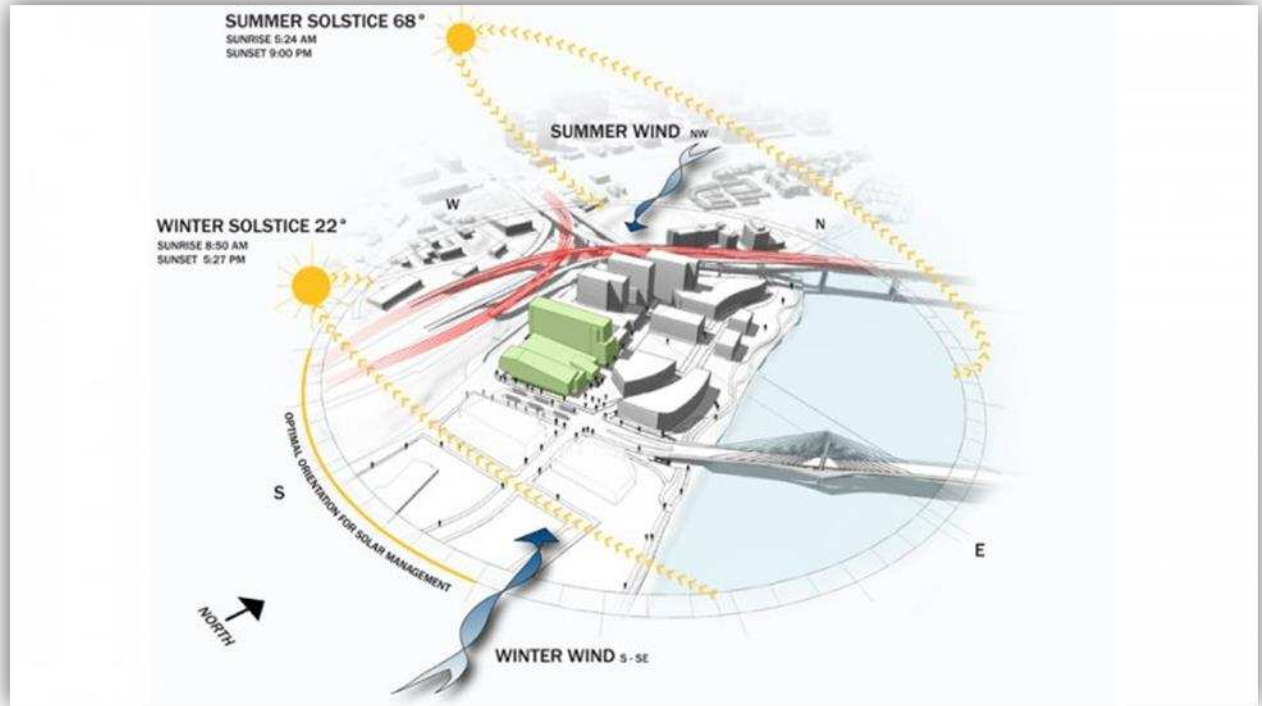 SUMMER SOLSTICE 68°
SUNRISE 5:24 AM
SUNSET 9:00 PM
SUMMER WIND NW
W
N
WINTER SOLSTICE 22°
SUNRISE 8:50 AM
SUNSET 5:27 PM
OPTIMAL ORIENTATION FOR SOLAR MANAGEMENT
S
E
NORTH
WINTER WIND S - SE